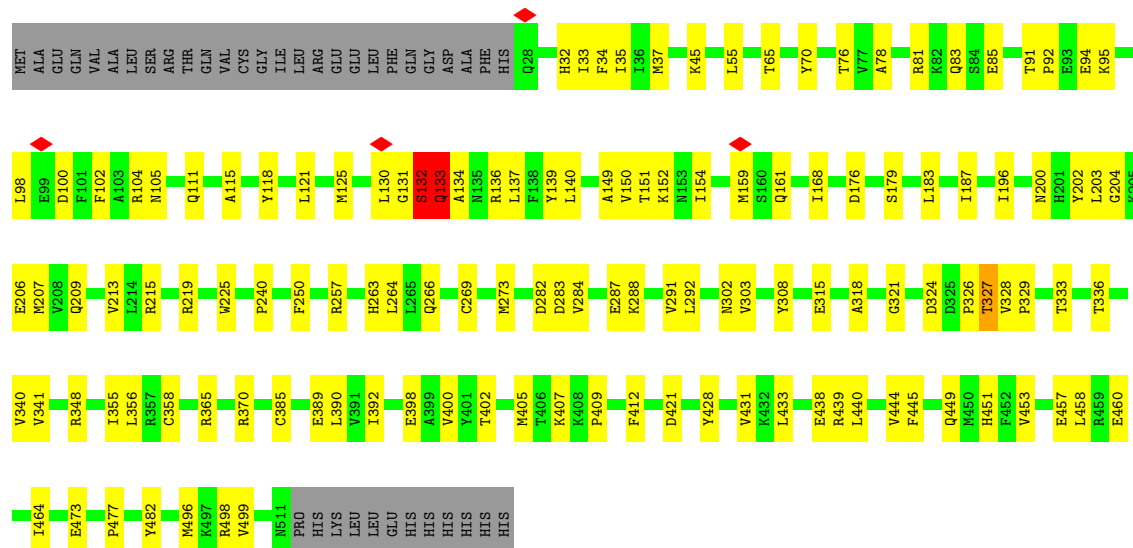 MET ALA GLU GLN VAL ALA LEU SER ARG THR GLN VAL CYS GLY ILE LEU ARG GLU GLU LEU PHE GLN GLY ASP ALA PHE HIS Q28 H32 I33 F34 I35 I36 M37 K45 L55 T65 Y70 T76 V77 A78 R81 K82 Q83 S84 E85 T91 P92 E93 E94 K95
L98 E99 D100 F101 F102 A103 R104 N105 Q111 A115 Y118 L121 M125 L130 G131 S132 Q133 A134 N135 R136 L137 F138 Y139 L140 A149 V150 T151 K152 N153 I154 M159 S160 Q161 I168 D176 S179 L183 I187 I196 N200 H201 Y202 L203 G204 K205
E206 M207 V208 Q209 V213 L214 R215 R219 W225 P240 F250 R257 H263 L264 L265 Q266 C269 M273 D282 D283 V284 E287 K288 V291 L292 N302 V303 Y308 E315 A318 G321 D324 D325 P326 T327 V328 P329 T333 T336
V340 V341 R348 I355 L356 R357 C358 R365 R370 C385 E389 L390 V391 I392 E398 A399 V400 Y401 T402 M405 T406 K407 K408 P409 F412 D421 Y428 V431 K432 L433 E438 R439 L440 V444 F445 Q449 M450 H451 F452 V453 E457 L458 R459 E460
I464 E473 P477 Y482 M496 K497 R498 V499 N511 PRO HIS LYS LEU LEU GLU HIS HIS HIS HIS HIS HIS